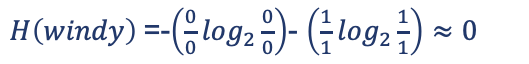 H(windy) =-(0/0 log₂ 0/0)- (1/1 log₂ 1/1) ≈ 0